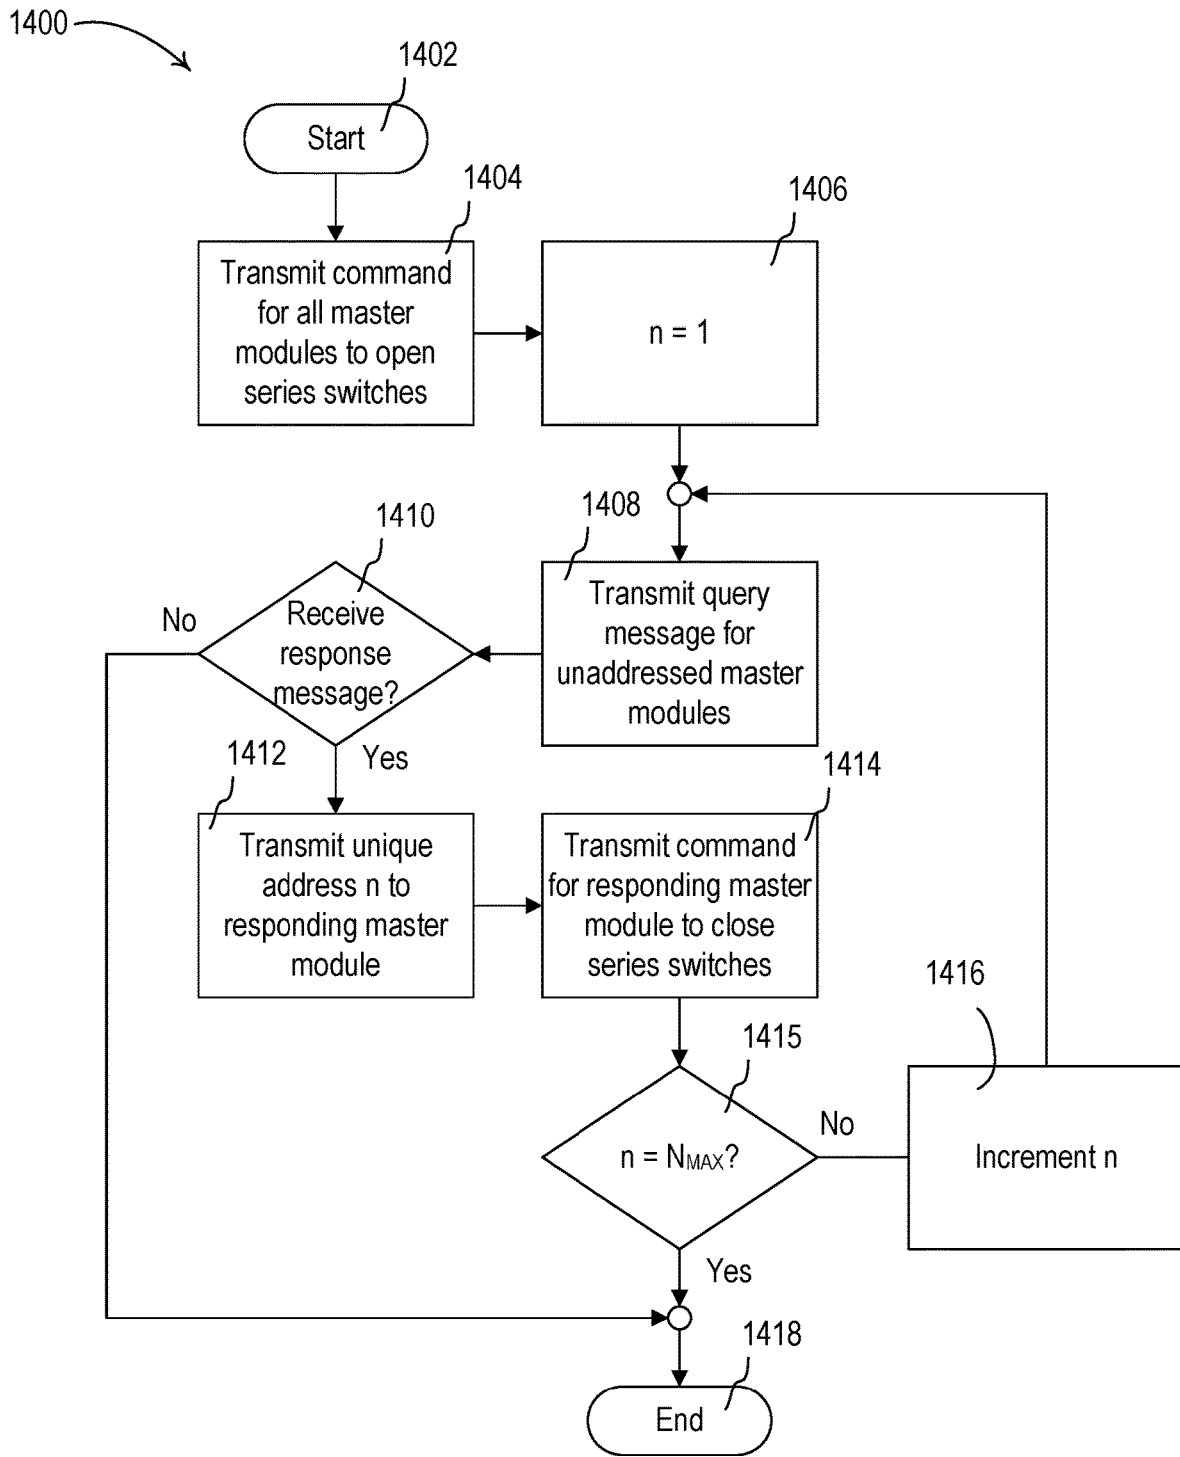 1400
1402
Start
1404
Transmit command
for all master
modules to open
series switches
1406
n = 1
1408
Transmit query
message for
unaddressed master
modules
1410
Receive
response
message?
No
Yes
1412
Transmit unique
address n to
responding master
module
1414
Transmit command
for responding master
module to close
series switches
1415
n = NMAX?
No
Yes
1416
Increment n
1418
End